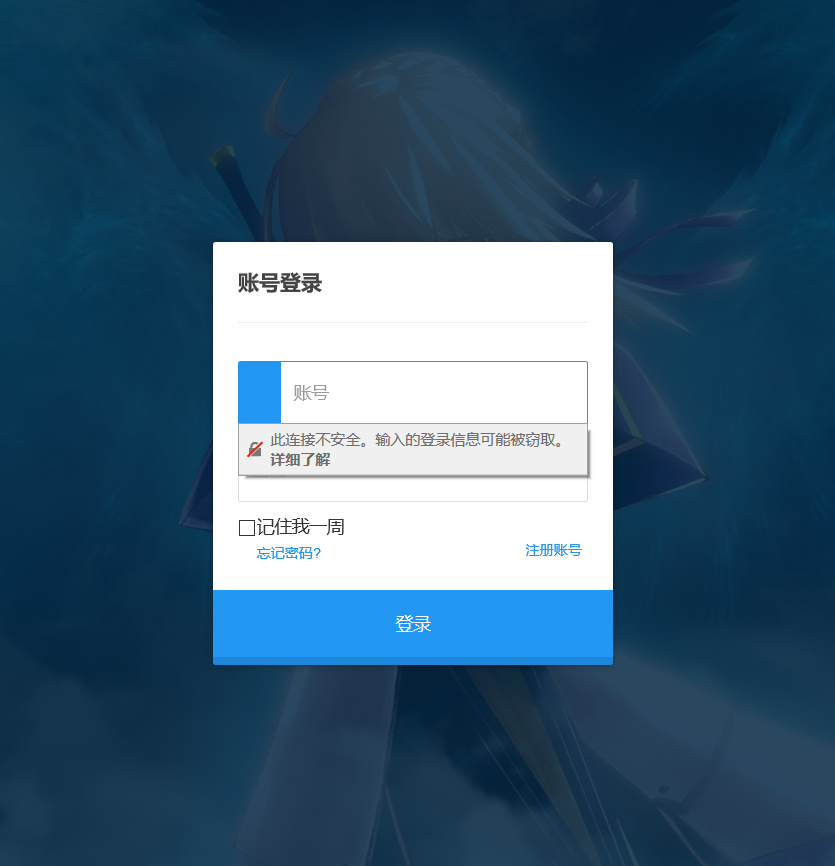 账号登录
账号
此连接不安全。输入的登录信息可能被窃取。
详细了解
记住我一周
忘记密码?
注册账号
登录